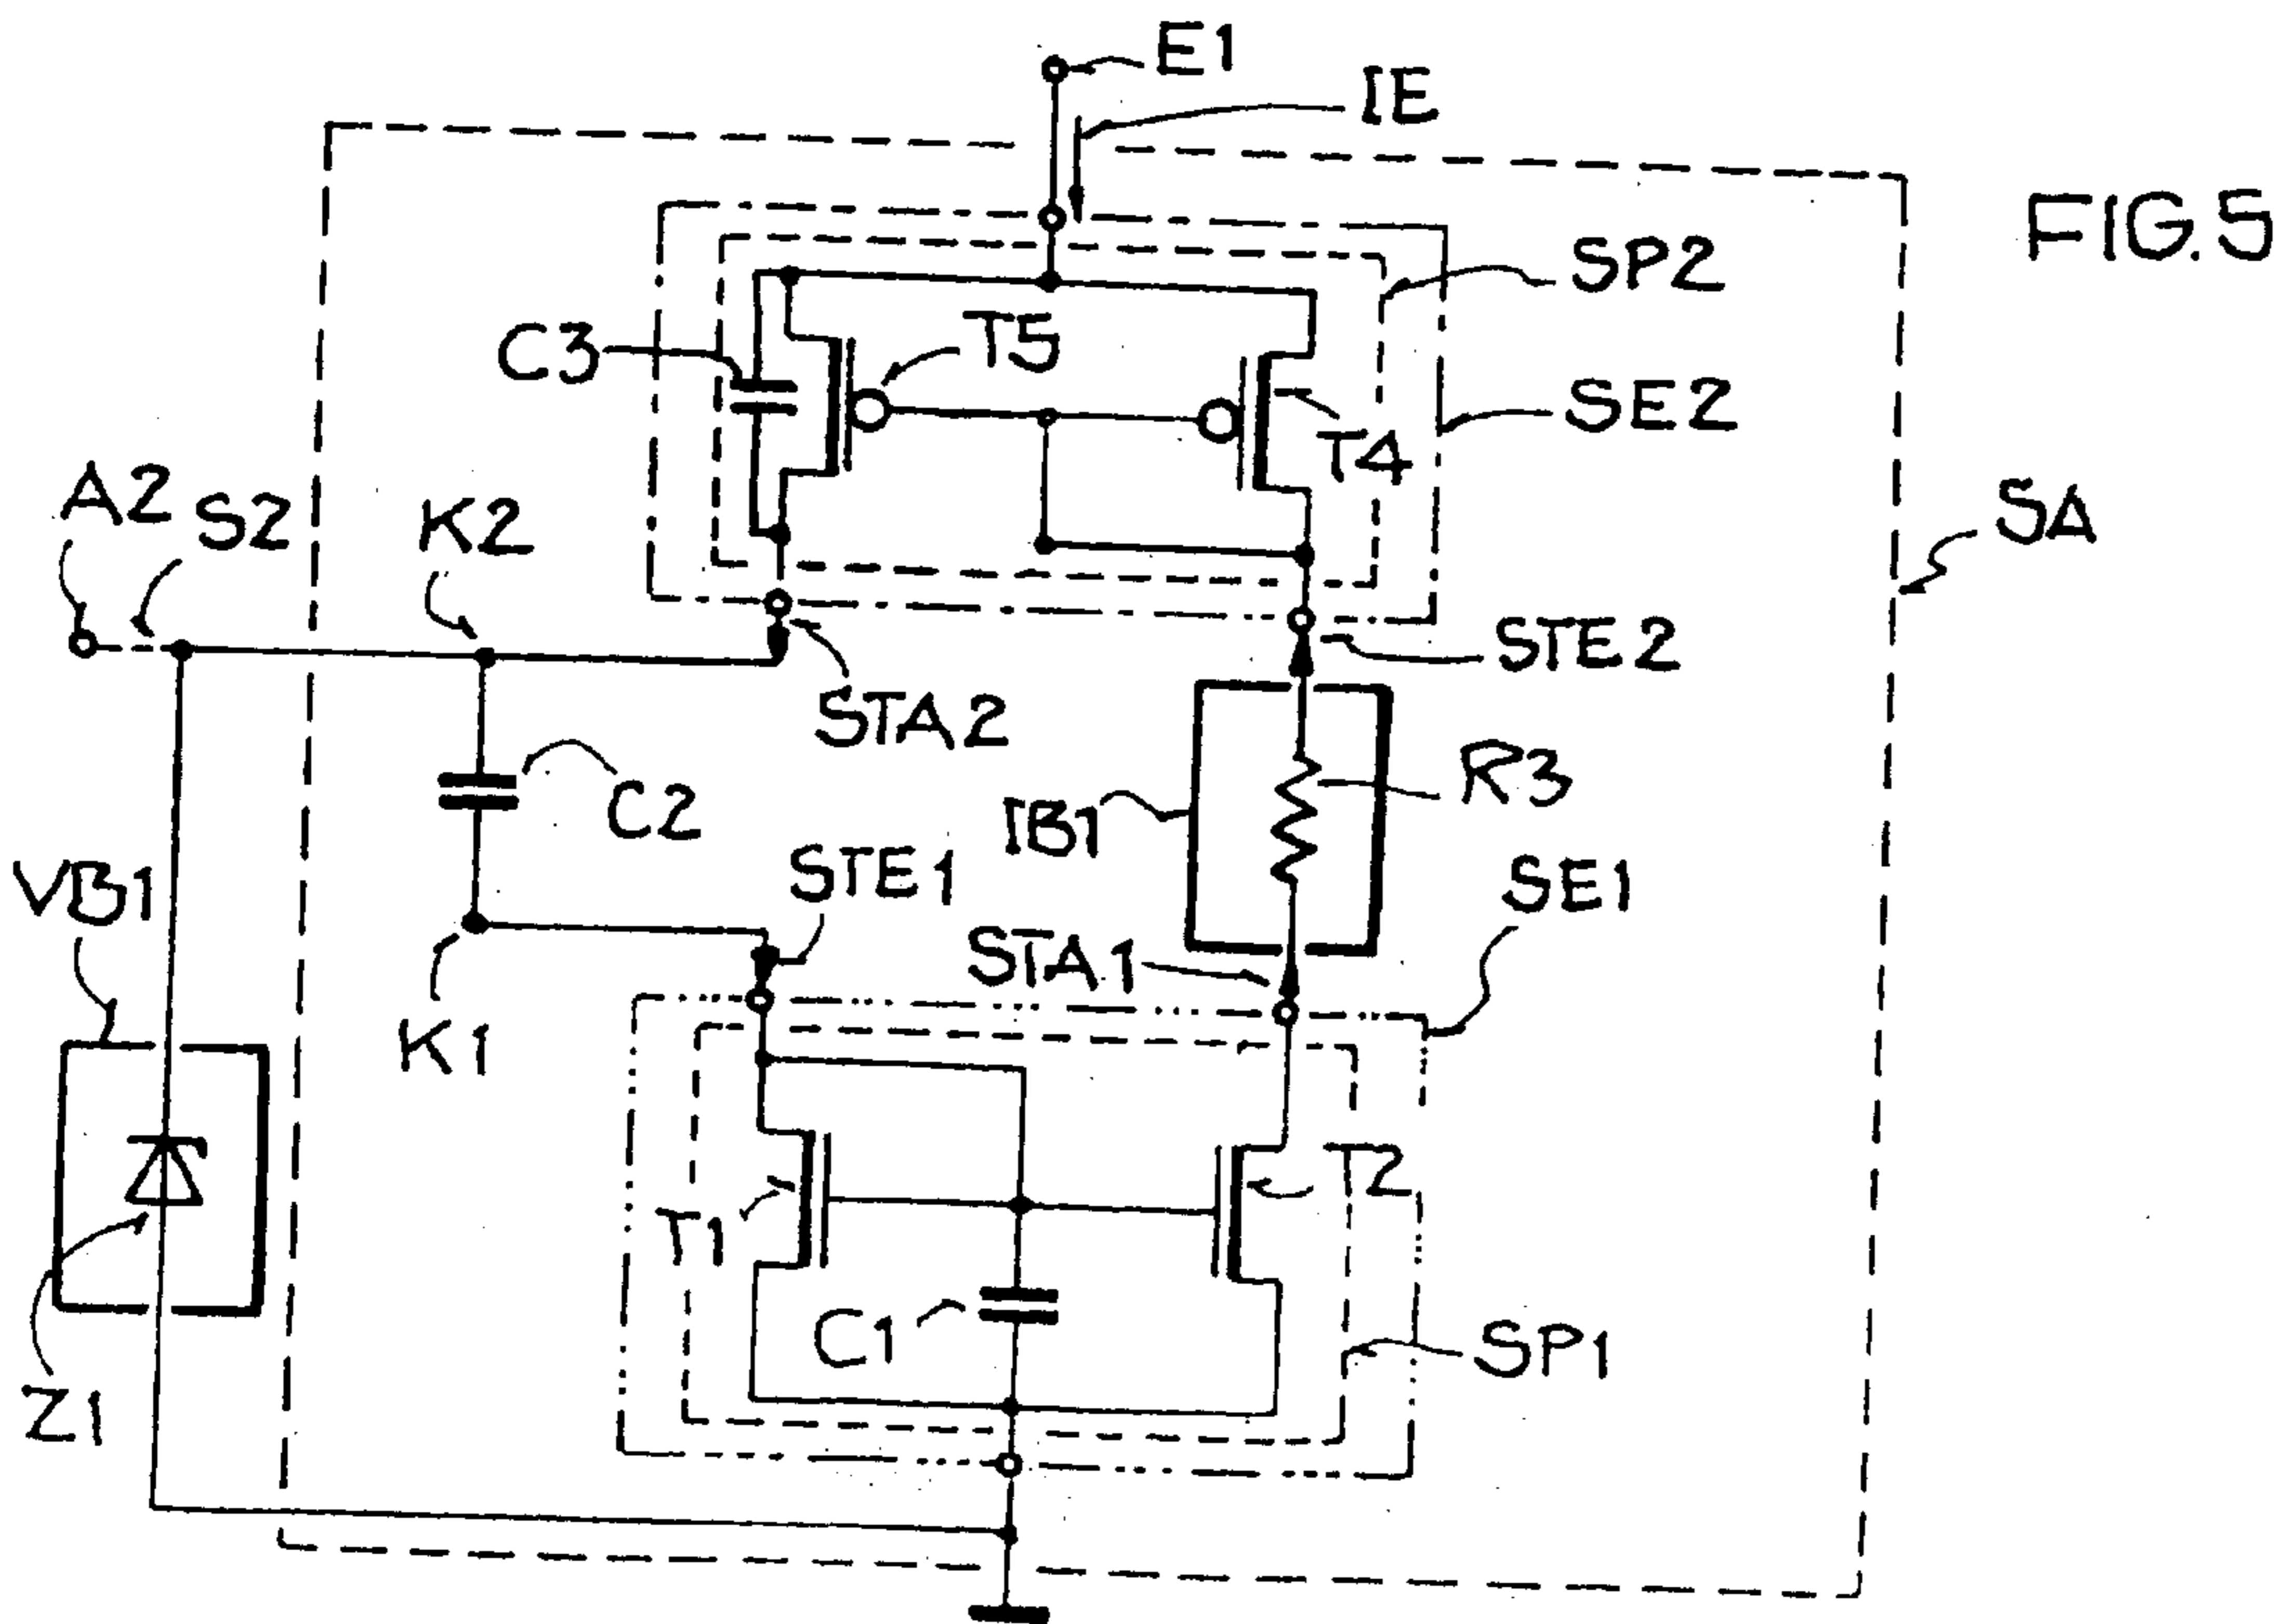 E1
IE
FIG. 5
SP2
T5
C3
SE2
T4
A2
S2
K2
SA
STE2
STA2
R3
C2
IB1
STE1
SE1
VB1
STA1
K1
T2
T1
C1
SP1
Z1